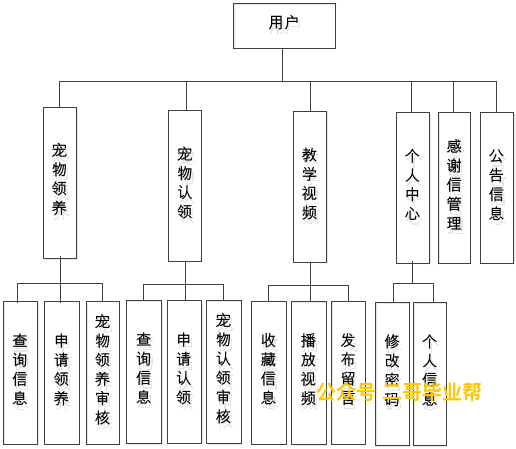 用户
宠物领养
宠物认领
教学视频
个人中心
感谢信管理
公告信息
查询信息
申请领养
宠物领养审核
查询信息
申请认领
宠物认领审核
收藏信息
播放视频
发布留言
修改密码
个人信息
公众号 二哥毕业帮